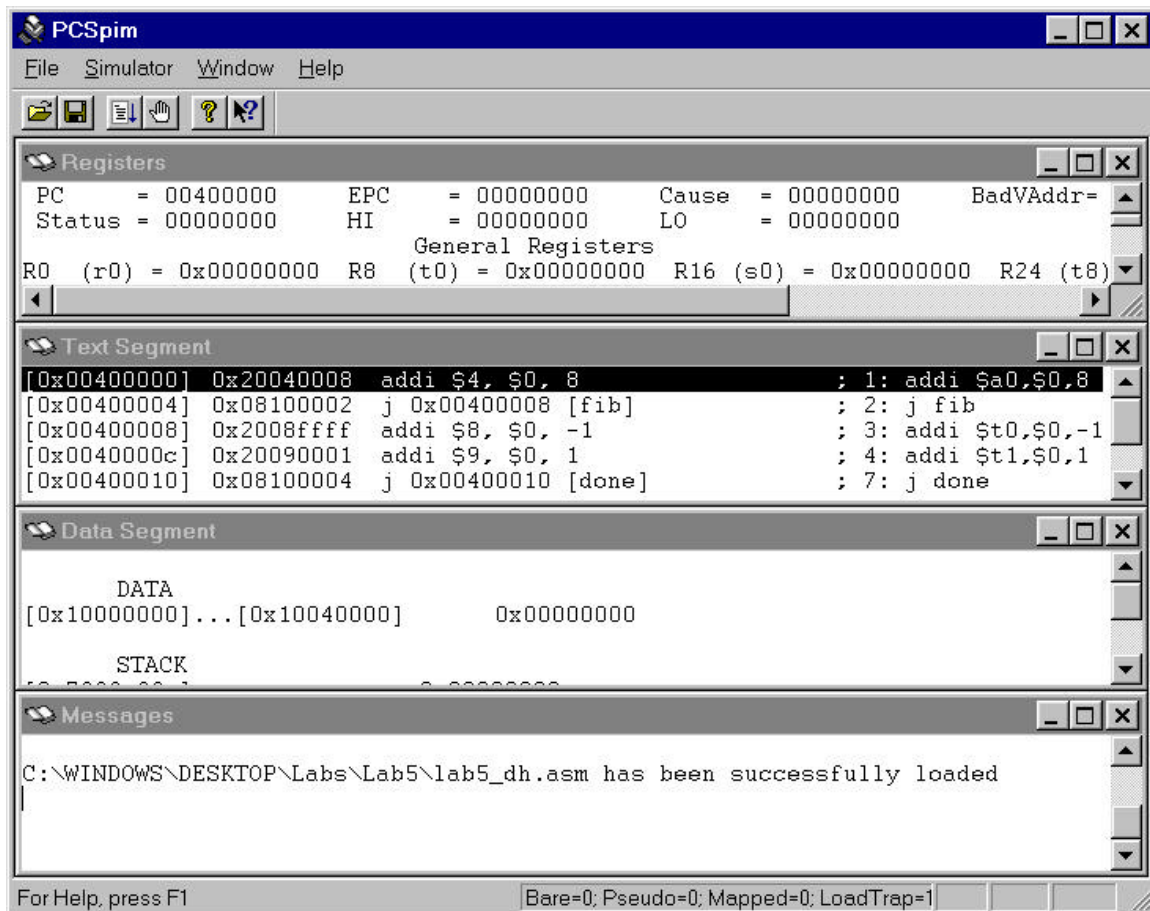 PCSpim
File Simulator Window Help
Registers
PC = 00400000 EPC = 00000000 Cause = 00000000 BadVAddr=
Status = 00000000 HI = 00000000 LO = 00000000
General Registers
R0 (r0) = 0x00000000 R8 (t0) = 0x00000000 R16 (s0) = 0x00000000 R24 (t8)
Text Segment
[0x00400000] 0x20040008 addi $4, $0, 8 ; 1: addi $a0,$0,8
[0x00400004] 0x08100002 j 0x00400008 [fib] ; 2: j fib
[0x00400008] 0x2008ffff addi $8, $0, -1 ; 3: addi $t0,$0,-1
[0x0040000c] 0x20090001 addi $9, $0, 1 ; 4: addi $t1,$0,1
[0x00400010] 0x08100004 j 0x00400010 [done] ; 7: j done
Data Segment
DATA
[0x10000000]...[0x10040000] 0x00000000
STACK
Messages
C:\WINDOWS\DESKTOP\Labs\Lab5\lab5_dh.asm has been successfully loaded
For Help, press F1 Bare=0; Pseudo=0; Mapped=0; LoadTrap=1